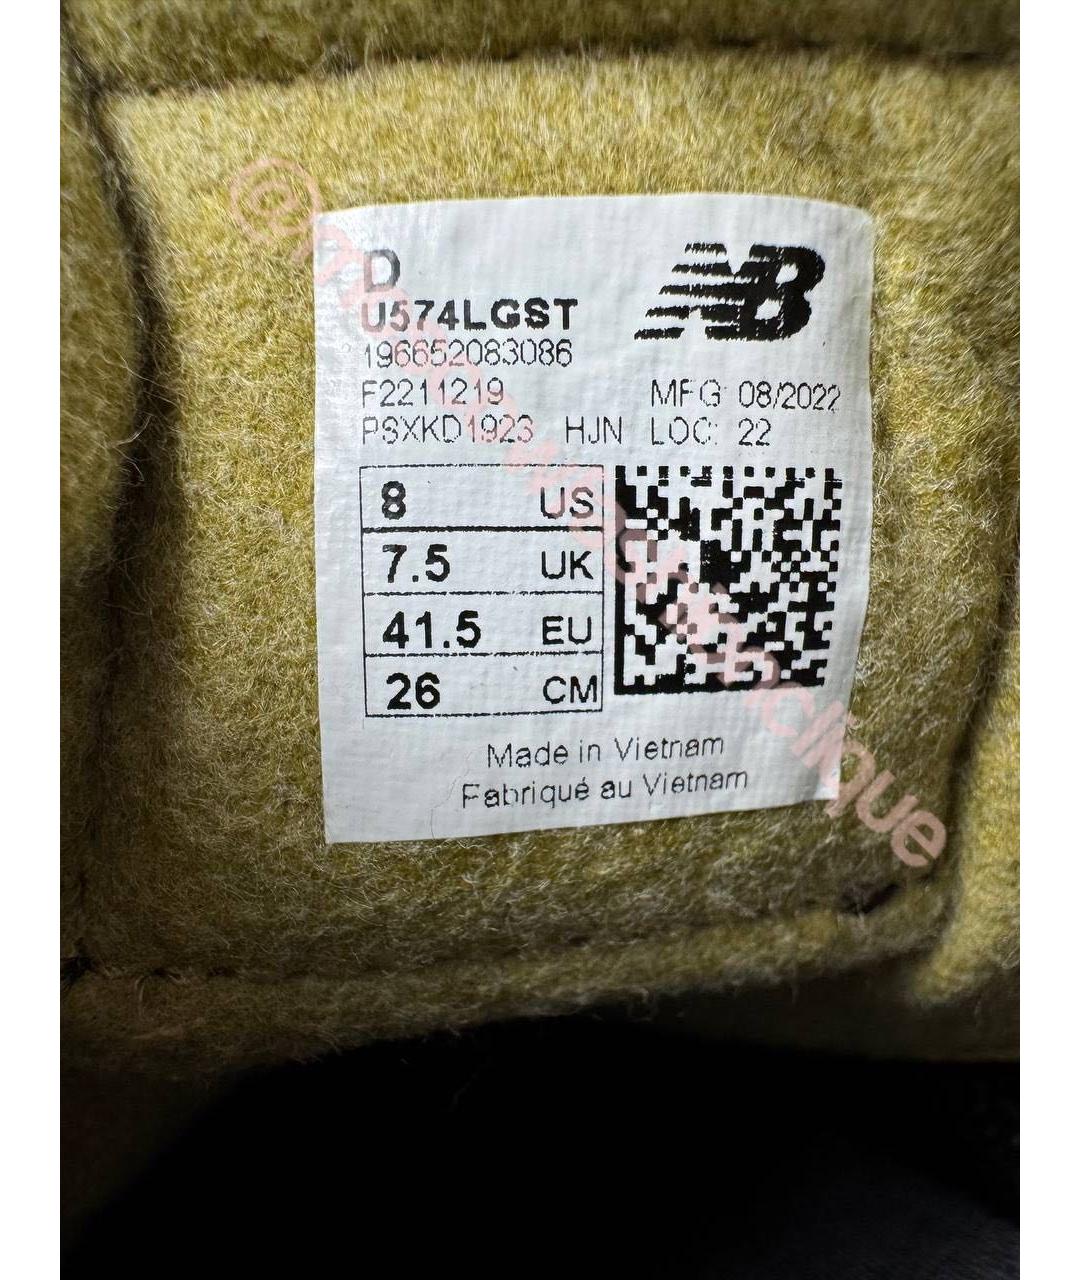 D
NB
U574LGST
196652083086
F2211219 MFG: 08/2022
PSXKD1923 HJN LOC: 22
8 US
7.5 UK
41.5 EU
26 CM
Made in Vietnam
Fabriqué au Vietnam